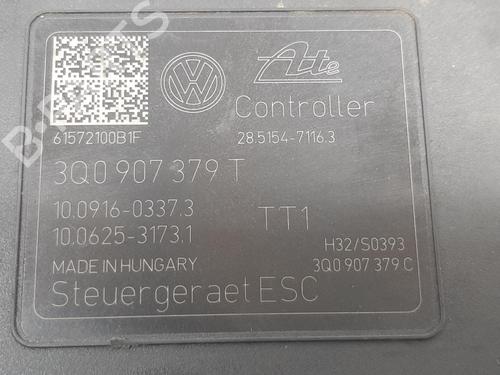 VW Ate
Controller
61572100B1F
28.5154-7116.3
3Q0 907 379 T
10.0916-0337.3
10.0625-3173.1
TT1
H32/S0393
MADE IN HUNGARY
3Q0 907 379 C
Steuergeraet ESC